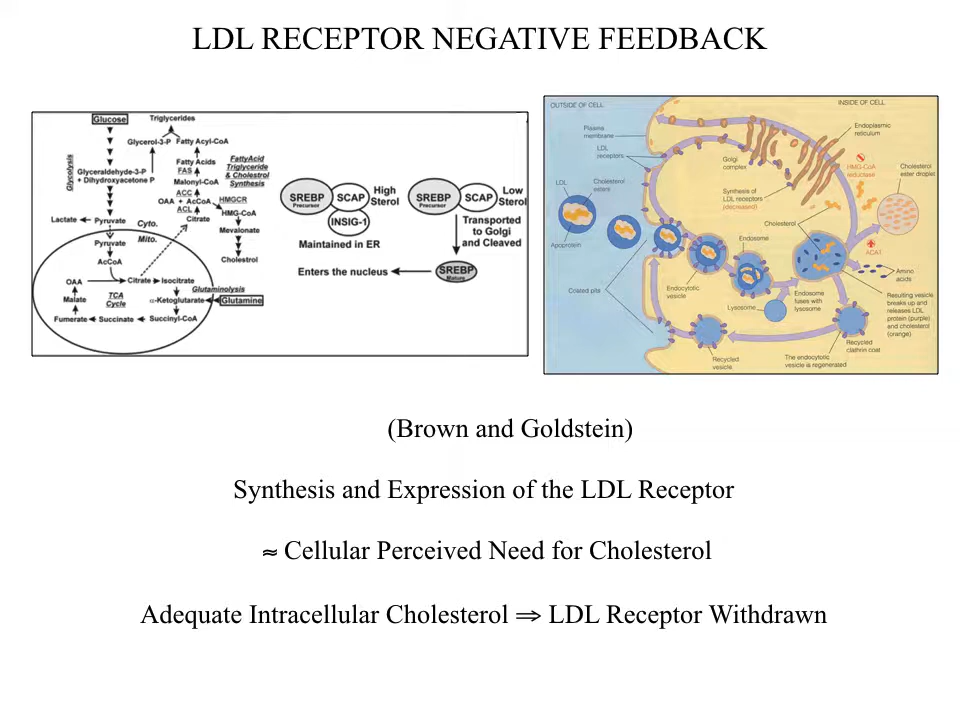 LDL RECEPTOR NEGATIVE FEEDBACK
Glucose
Triglycerides
Glycerol-3-P Fatty Acyl-CoA
Glycolysis
Fatty Acids
FAS
FattyAcid
Triglyceride
& Cholestrol
Synthesis
Glyceraldehyde-3-P
+ Dihydroxyacetone P
Malonyl-CoA
ACC
OAA + AcCoA
HMGCR
ACL
HMG-CoA
Citrate
Lactate
Pyruvate
Cyto.
Mito.
Mevalonate
Cholestrol
Pyruvate
AcCoA
OAA
Citrate
Isocitrate
Glutaminolysis
Malate
TCA
Cycle
α-Ketoglutarate
Glutamine
Fumerate
Succinate
Succinyl-CoA
SREBP
Precursor
SCAP
INSIG-1
High
Sterol
Maintained in ER
SREBP
Precursor
SCAP
Low
Sterol
Transported
to Golgi
and Cleaved
SREBP
Mature
Enters the nucleus
OUTSIDE OF CELL
INSIDE OF CELL
Plasma
membrane
LDL
receptors
Endoplasmic
reticulum
Golgi
complex
HMG-CoA
reductase
Cholesterol
ester droplet
LDL
Cholesterol
esters
Synthesis of
LDL receptors
(decreased)
Cholesterol
Apoprotein
Endosome
Coated pits
Endocytotic
vesicle
Lysosome
Endosome
fuses with
lysosome
Amino
acids
Resulting vesicle
breaks up and
releases LDL
protein (purple)
and cholesterol
(orange)
Recycled
clathrin coat
Recycled
vesicle
The endocytotic
vesicle is regenerated
(Brown and Goldstein)
Synthesis and Expression of the LDL Receptor
≈ Cellular Perceived Need for Cholesterol
Adequate Intracellular Cholesterol ⇒ LDL Receptor Withdrawn